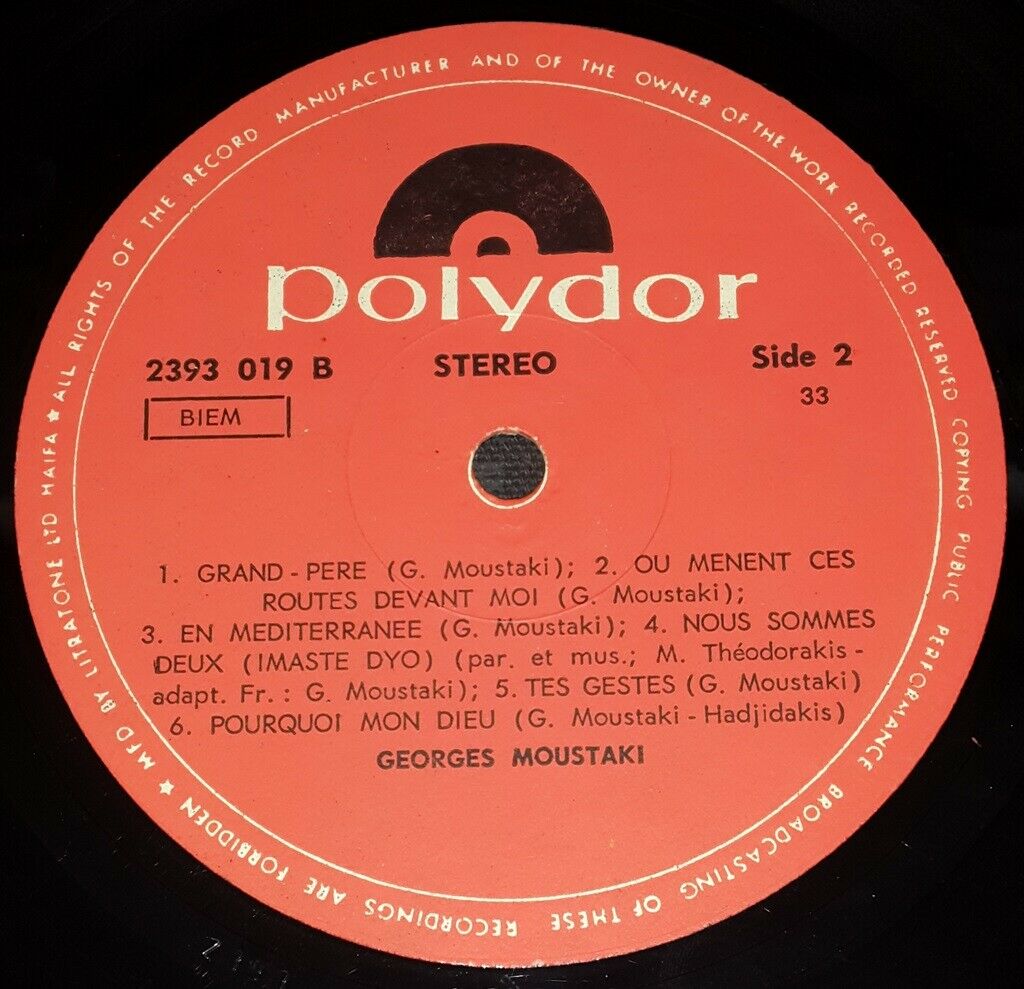 ★ ALL RIGHTS OF THE RECORD MANUFACTURER AND OF THE OWNER OF THE WORK RECORDED RESERVED COPYING PUBLIC PERFORMANCE BROADCASTING OF THESE RECORDINGS ARE FORBIDDEN ★ MFD BY LITRATONE LTD HAIFA
polydor
2393 019 B STEREO Side 2
BIEM 33
1. GRAND-PERE (G. Moustaki); 2. OU MENENT CES
ROUTES DEVANT MOI (G. Moustaki);
3. EN MEDITERRANEE (G. Moustaki); 4. NOUS SOMMES
DEUX (IMASTE DYO) (par. et mus.; M. Théodorakis-
adapt. Fr.: G. Moustaki); 5. TES GESTES (G. Moustaki)
6. POURQUOI MON DIEU (G. Moustaki-Hadjidakis)
GEORGES MOUSTAKI